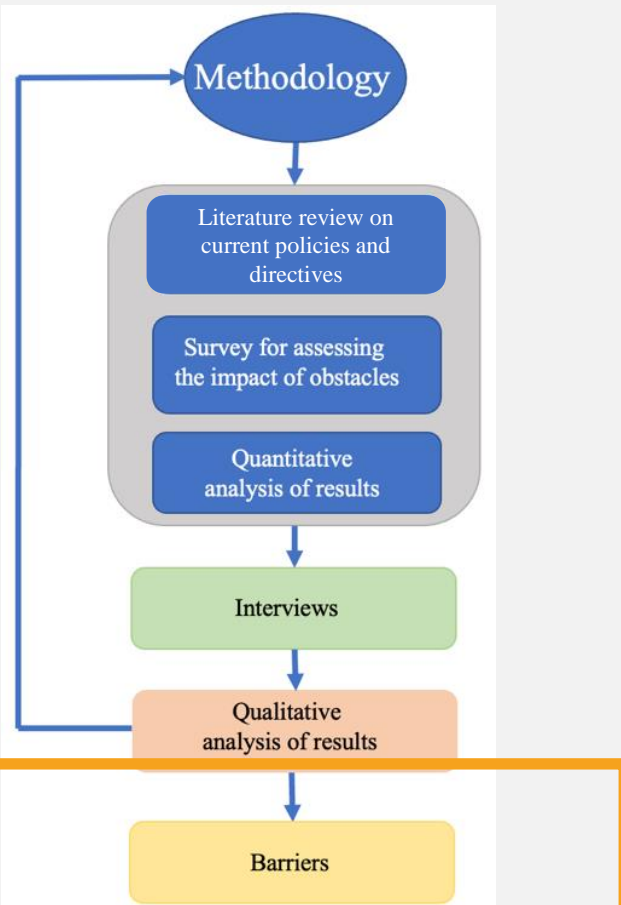 Methodology
Literature review on
current policies and
directives
Survey for assessing
the impact of obstacles
Quantitative
analysis of results
Interviews
Qualitative
analysis of results
Barriers